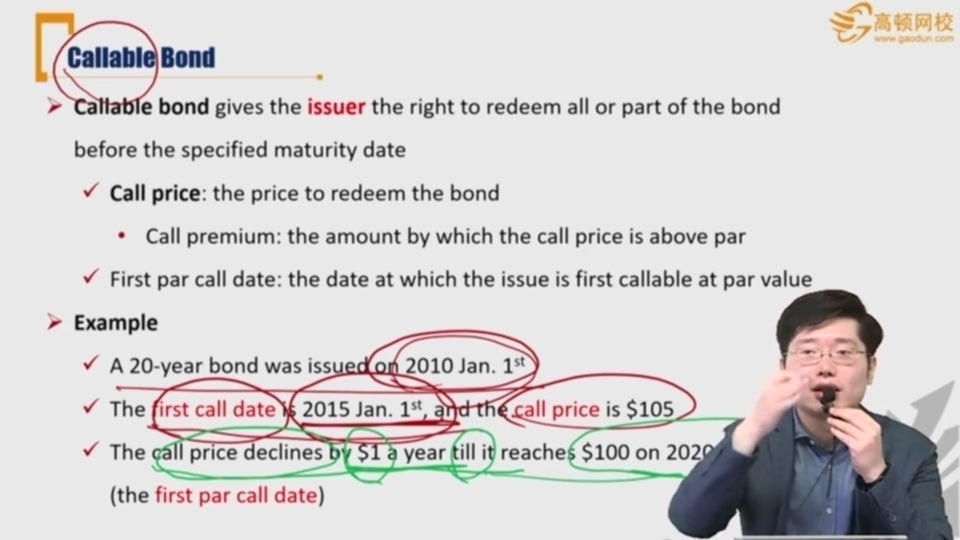 高顿网校
www.gaodun.com
Callable Bond
Callable bond gives the issuer the right to redeem all or part of the bond
before the specified maturity date
Call price: the price to redeem the bond
Call premium: the amount by which the call price is above par
First par call date: the date at which the issue is first callable at par value
Example
A 20-year bond was issued on 2010 Jan. 1st
The first call date is 2015 Jan. 1st, and the call price is $105
The call price declines by $1 a year till it reaches $100 on 2020
(the first par call date)